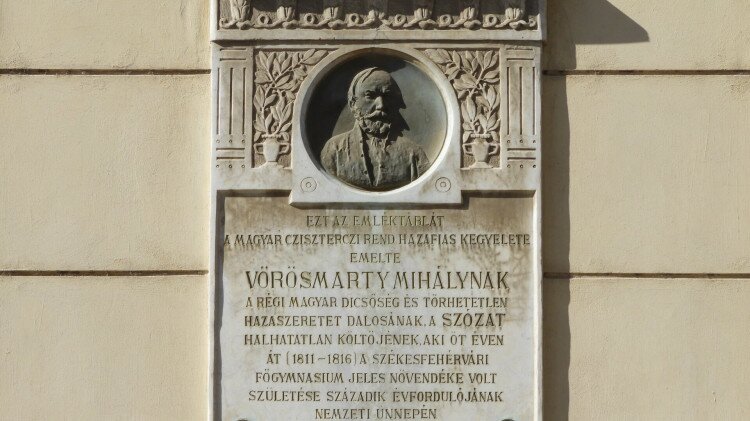 EZT AZ EMLÉKTÁBLÁT
A MAGYAR CZISZTERCZI REND HAZAFIAS KEGYELETE
EMELTE
VÖRÖSMARTY MIHÁLYNAK
A RÉGI MAGYAR DICSŐSÉG ÉS TÖRHETETLEN
HAZASZERETET DALOSÁNAK, A SZÓZAT
HALHATATLAN KÖLTŐJÉNEK, AKI ÖT ÉVEN
ÁT (1811–1816) A SZÉKESFEHÉRVÁRI
FŐGYMNASIUM JELES NÖVENDÉKE VOLT
SZÜLETÉSE SZÁZADIK ÉVFORDULÓJÁNAK
NEMZETI ÜNNEPÉN